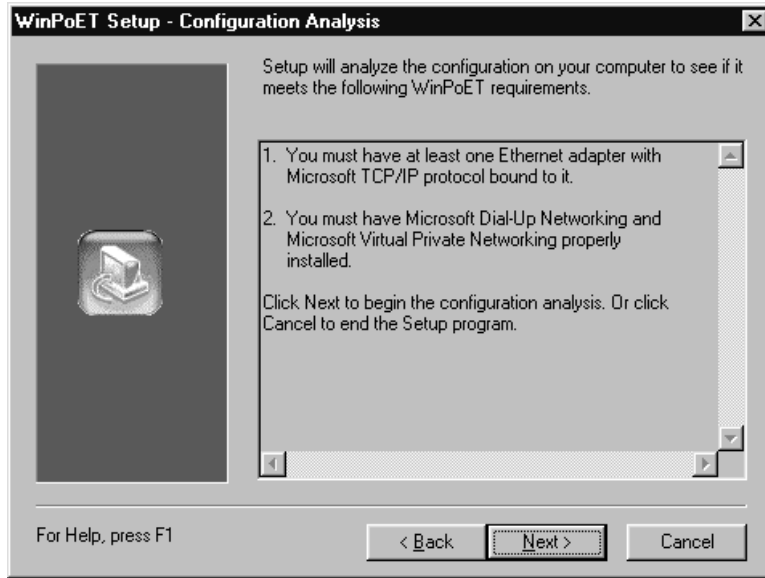 WinPoET Setup - Configuration Analysis
Setup will analyze the configuration on your computer to see if it
meets the following WinPoET requirements.
1. You must have at least one Ethernet adapter with
Microsoft TCP/IP protocol bound to it.
2. You must have Microsoft Dial-Up Networking and
Microsoft Virtual Private Networking properly
installed.
Click Next to begin the configuration analysis. Or click
Cancel to end the Setup program.
For Help, press F1
< Back
Next >
Cancel